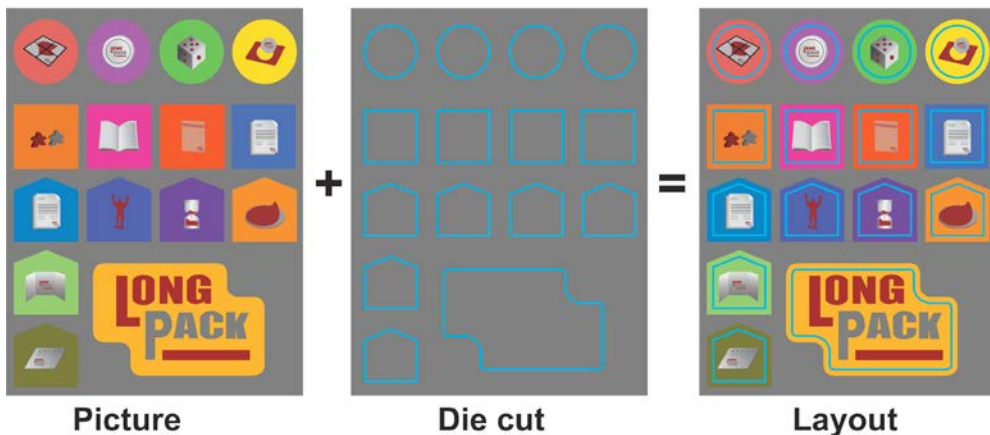 LONG
PACK
+
=
LONG
PACK
Picture
Die cut
Layout